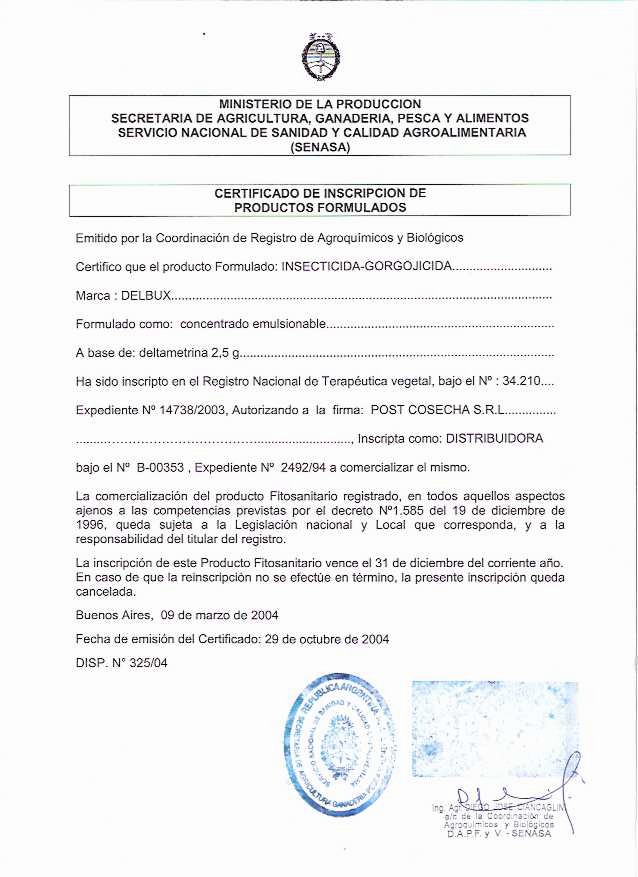 MINISTERIO DE LA PRODUCCION
SECRETARIA DE AGRICULTURA, GANADERIA, PESCA Y ALIMENTOS
SERVICIO NACIONAL DE SANIDAD Y CALIDAD AGROALIMENTARIA
(SENASA)
CERTIFICADO DE INSCRIPCION DE
PRODUCTOS FORMULADOS
Emitido por la Coordinación de Registro de Agroquímicos y Biológicos
Certifico que el producto Formulado: INSECTICIDA-GORGOJICIDA............................
Marca : DELBUX............................................................................................................
Formulado como: concentrado emulsionable.................................................................
A base de: deltametrina 2,5 g..........................................................................................
Ha sido inscripto en el Registro Nacional de Terapéutica vegetal, bajo el Nº : 34.210....
Expediente Nº 14738/2003, Autorizando a la firma: POST COSECHA S.R.L...............
..............................................................................., Inscripta como: DISTRIBUIDORA
bajo el Nº B-00353 , Expediente Nº 2492/94 a comercializar el mismo.
La comercialización del producto Fitosanitario registrado, en todos aquellos aspectos
ajenos a las competencias previstas por el decreto Nº1.585 del 19 de diciembre de
1996, queda sujeta a la Legislación nacional y Local que corresponda, y a la
responsabilidad del titular del registro.
La inscripción de este Producto Fitosanitario vence el 31 de diciembre del corriente año.
En caso de que la reinscripción no se efectúe en término, la presente inscripción queda
cancelada.
Buenos Aires, 09 de marzo de 2004
Fecha de emisión del Certificado: 29 de octubre de 2004
DISP. N° 325/04
REPUBLICA ARGENTINA
AGRICULTURA GANADERIA PESCA
Ing. Agr. DIEGO JOSE CIANCAGLINI
a/c de la Coordinación de
Agroquímicos y Biológicos
D.A.P.F. y V. - SENASA